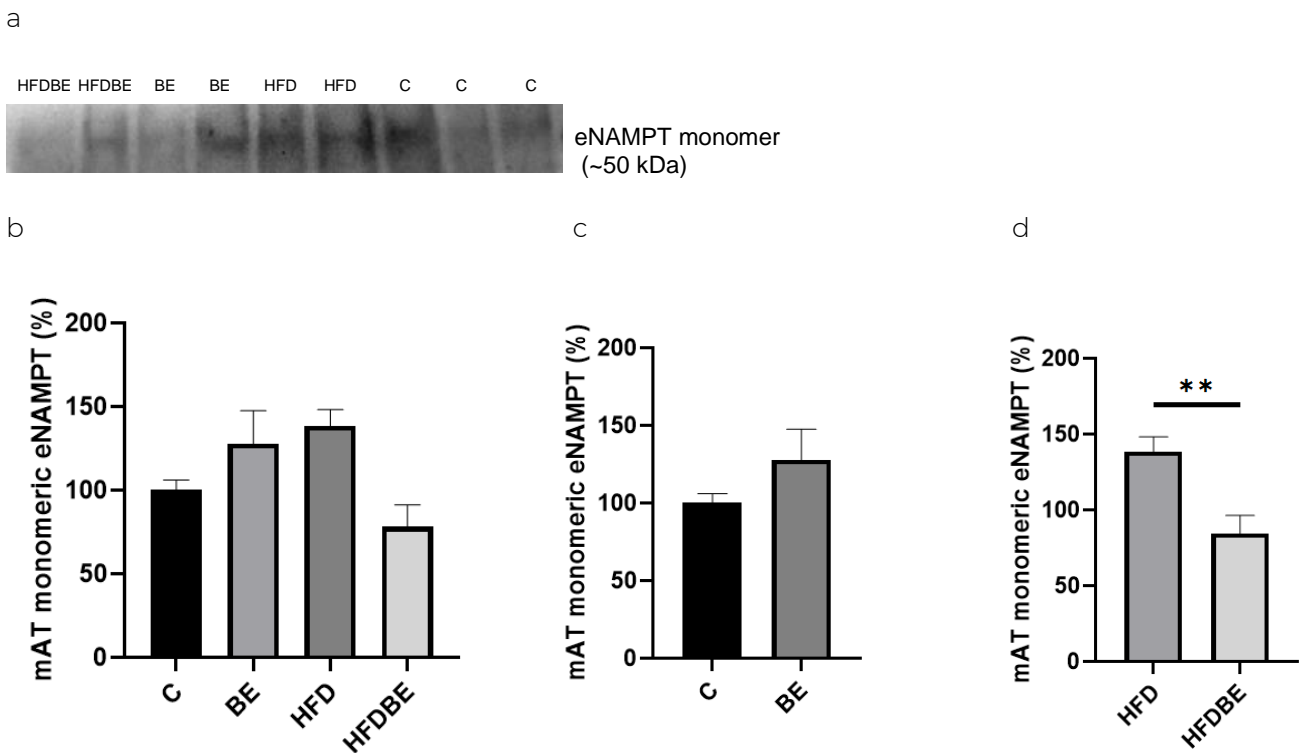 a
HFDBE HFDBE BE BE HFD HFD C C C
eNAMPT monomer
(~50 kDa)
b
c
d
mAT monomeric eNAMPT (%)
200
150
100
50
0
C
BE
HFD
HFDBE
mAT monomeric eNAMPT (%)
200
150
100
50
0
C
BE
mAT monomeric eNAMPT (%)
200
150
100
50
0
**
HFD
HFDBE